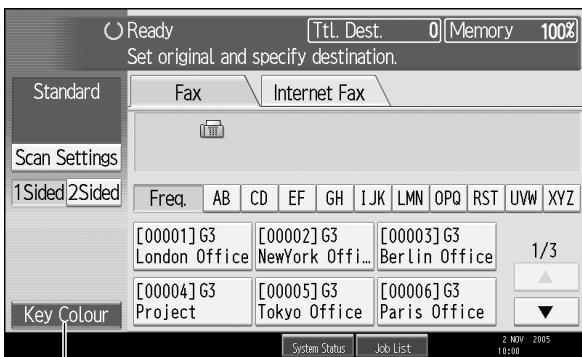 Ready Ttl. Dest. 0 Memory 100%
Set original and specify destination.
Standard
Fax Internet Fax
Scan Settings
1Sided 2Sided
Freq. AB CD EF GH IJK LMN OPQ RST UVW XYZ
[00001]G3 [00002]G3 [00003]G3
London Office NewYork Offi... Berlin Office
1/3
[00004]G3 [00005]G3 [00006]G3
Project Tokyo Office Paris Office
▲
▼
Key Colour
System Status Job List 2 NOV 2005
10:00